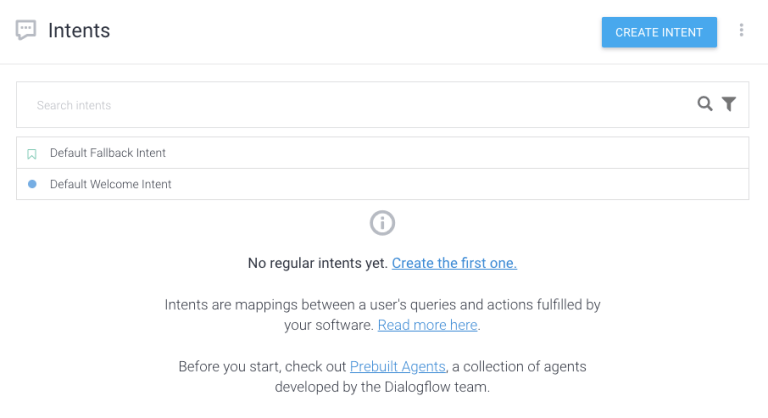 Intents
CREATE INTENT
Search intents
Default Fallback Intent
Default Welcome Intent
No regular intents yet. Create the first one.
Intents are mappings between a user's queries and actions fulfilled by
your software. Read more here.
Before you start, check out Prebuilt Agents, a collection of agents
developed by the Dialogflow team.